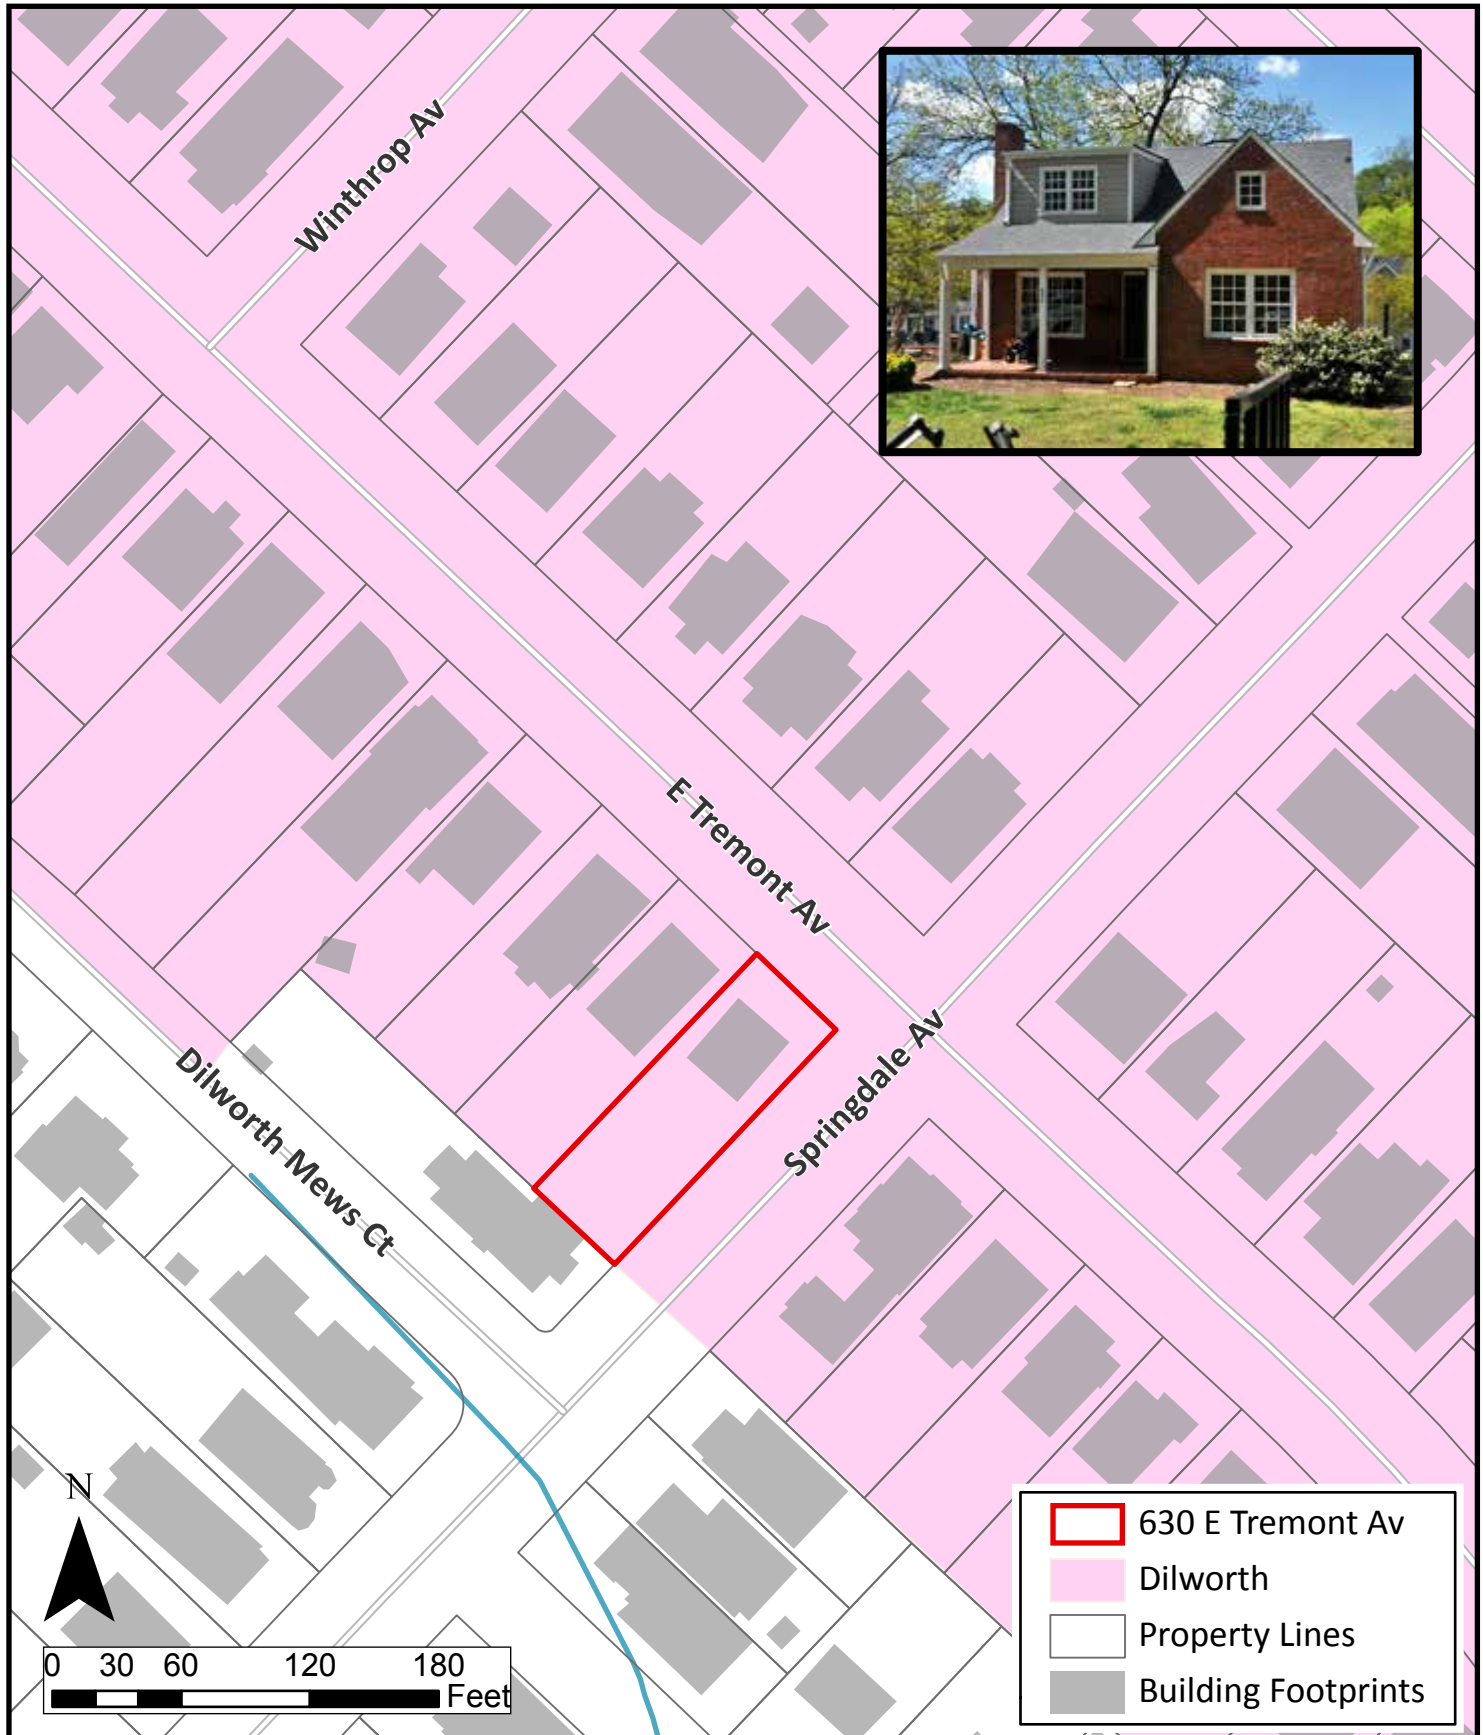 Winthrop Av
E Tremont Av
Springdale Av
Dilworth Mews Ct
N
0 30 60 120 180
Feet
630 E Tremont Av
Dilworth
Property Lines
Building Footprints